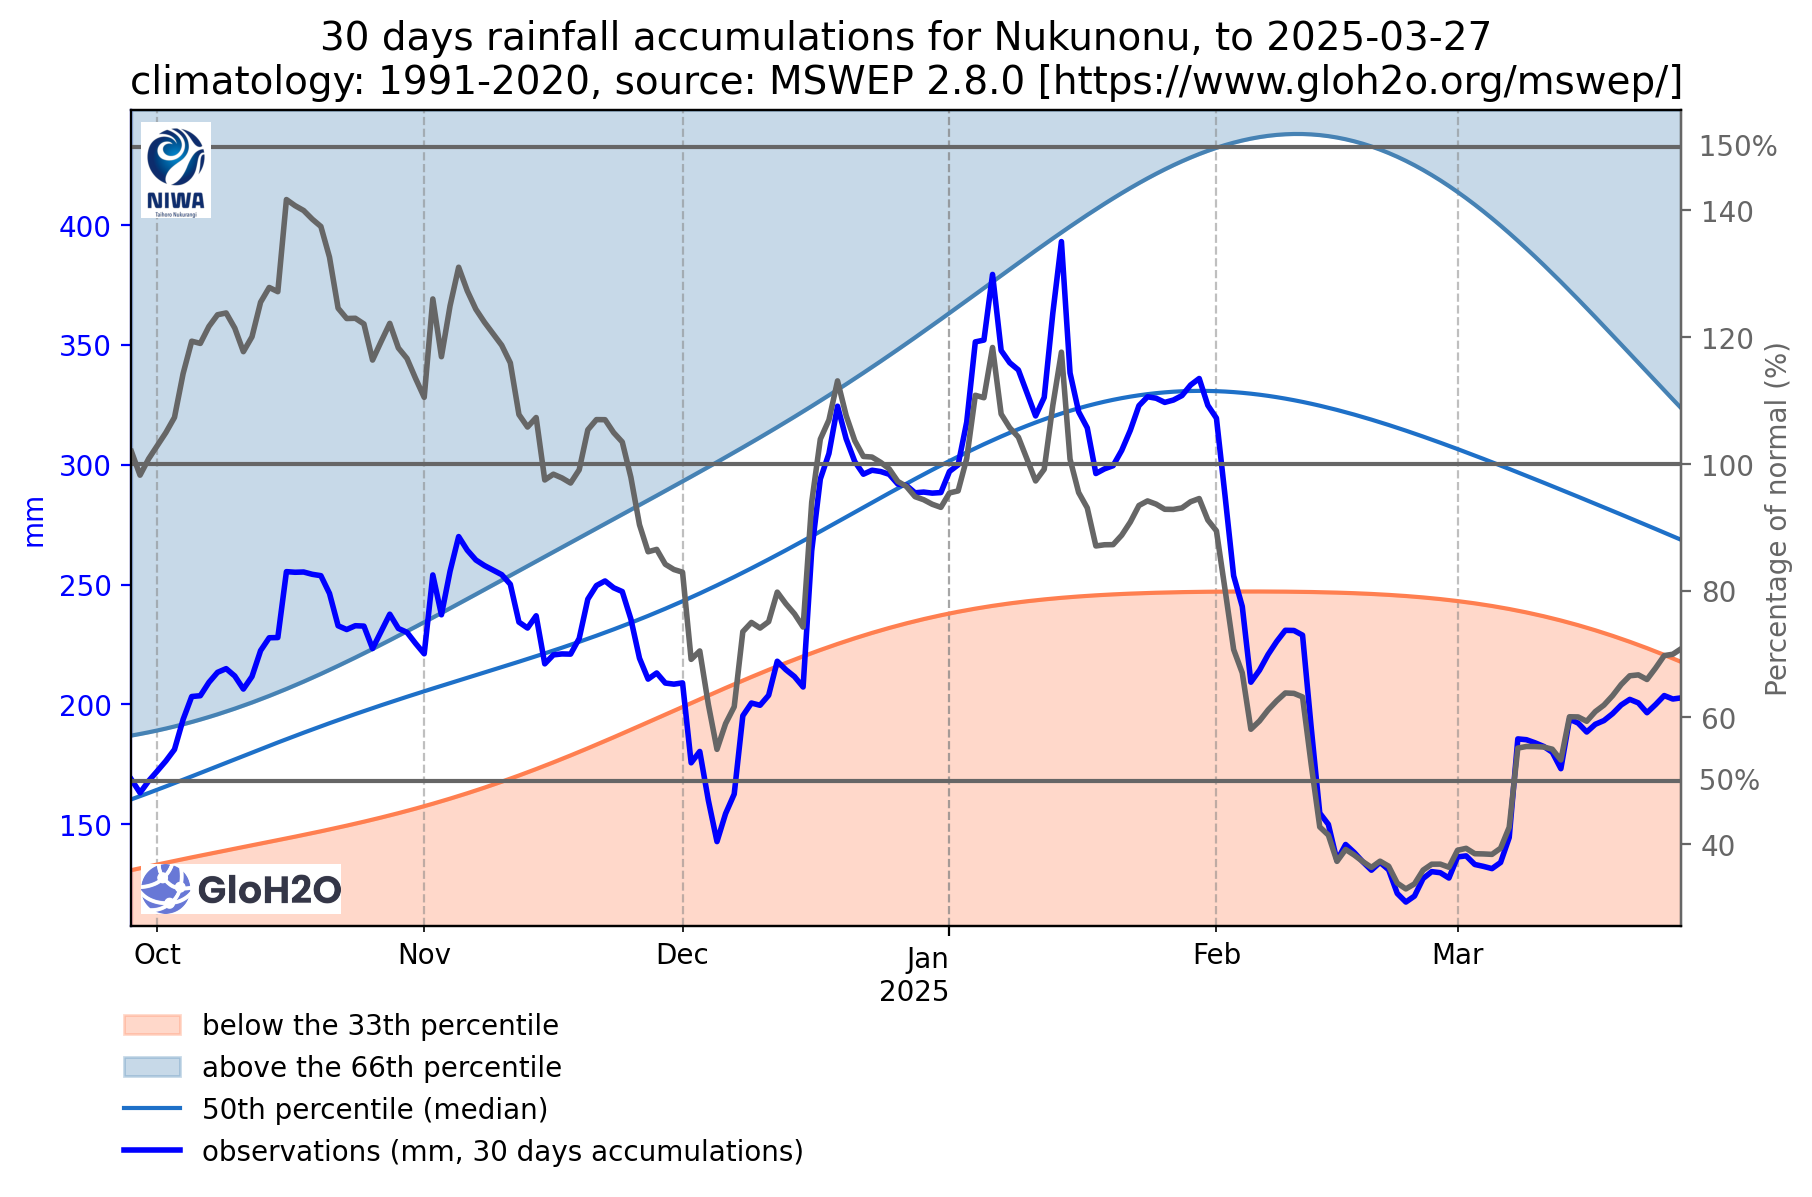 30 days rainfall accumulations for Nukunonu, to 2025-03-27
climatology: 1991-2020, source: MSWEP 2.8.0 [https://www.gloh2o.org/mswep/]
NIWA
Taihoro Nukurangi
400
350
300
250
200
150
mm
150%
140
120
100
80
60
50%
40
Percentage of normal (%)
GloH2O
Oct
Nov
Dec
Jan
2025
Feb
Mar
below the 33th percentile
above the 66th percentile
50th percentile (median)
observations (mm, 30 days accumulations)